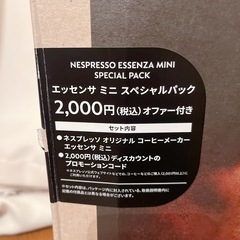 NESPRESSO ESSENZA MINI
SPECIAL PACK
エッセンサ ミニ スペシャルパック
2,000円(税込)オファー付き
セット内容
●ネスプレッソ オリジナル コーヒーメーカー
エッセンサ ミニ
●2,000円(税込)ディスカウントの
プロモーションコード